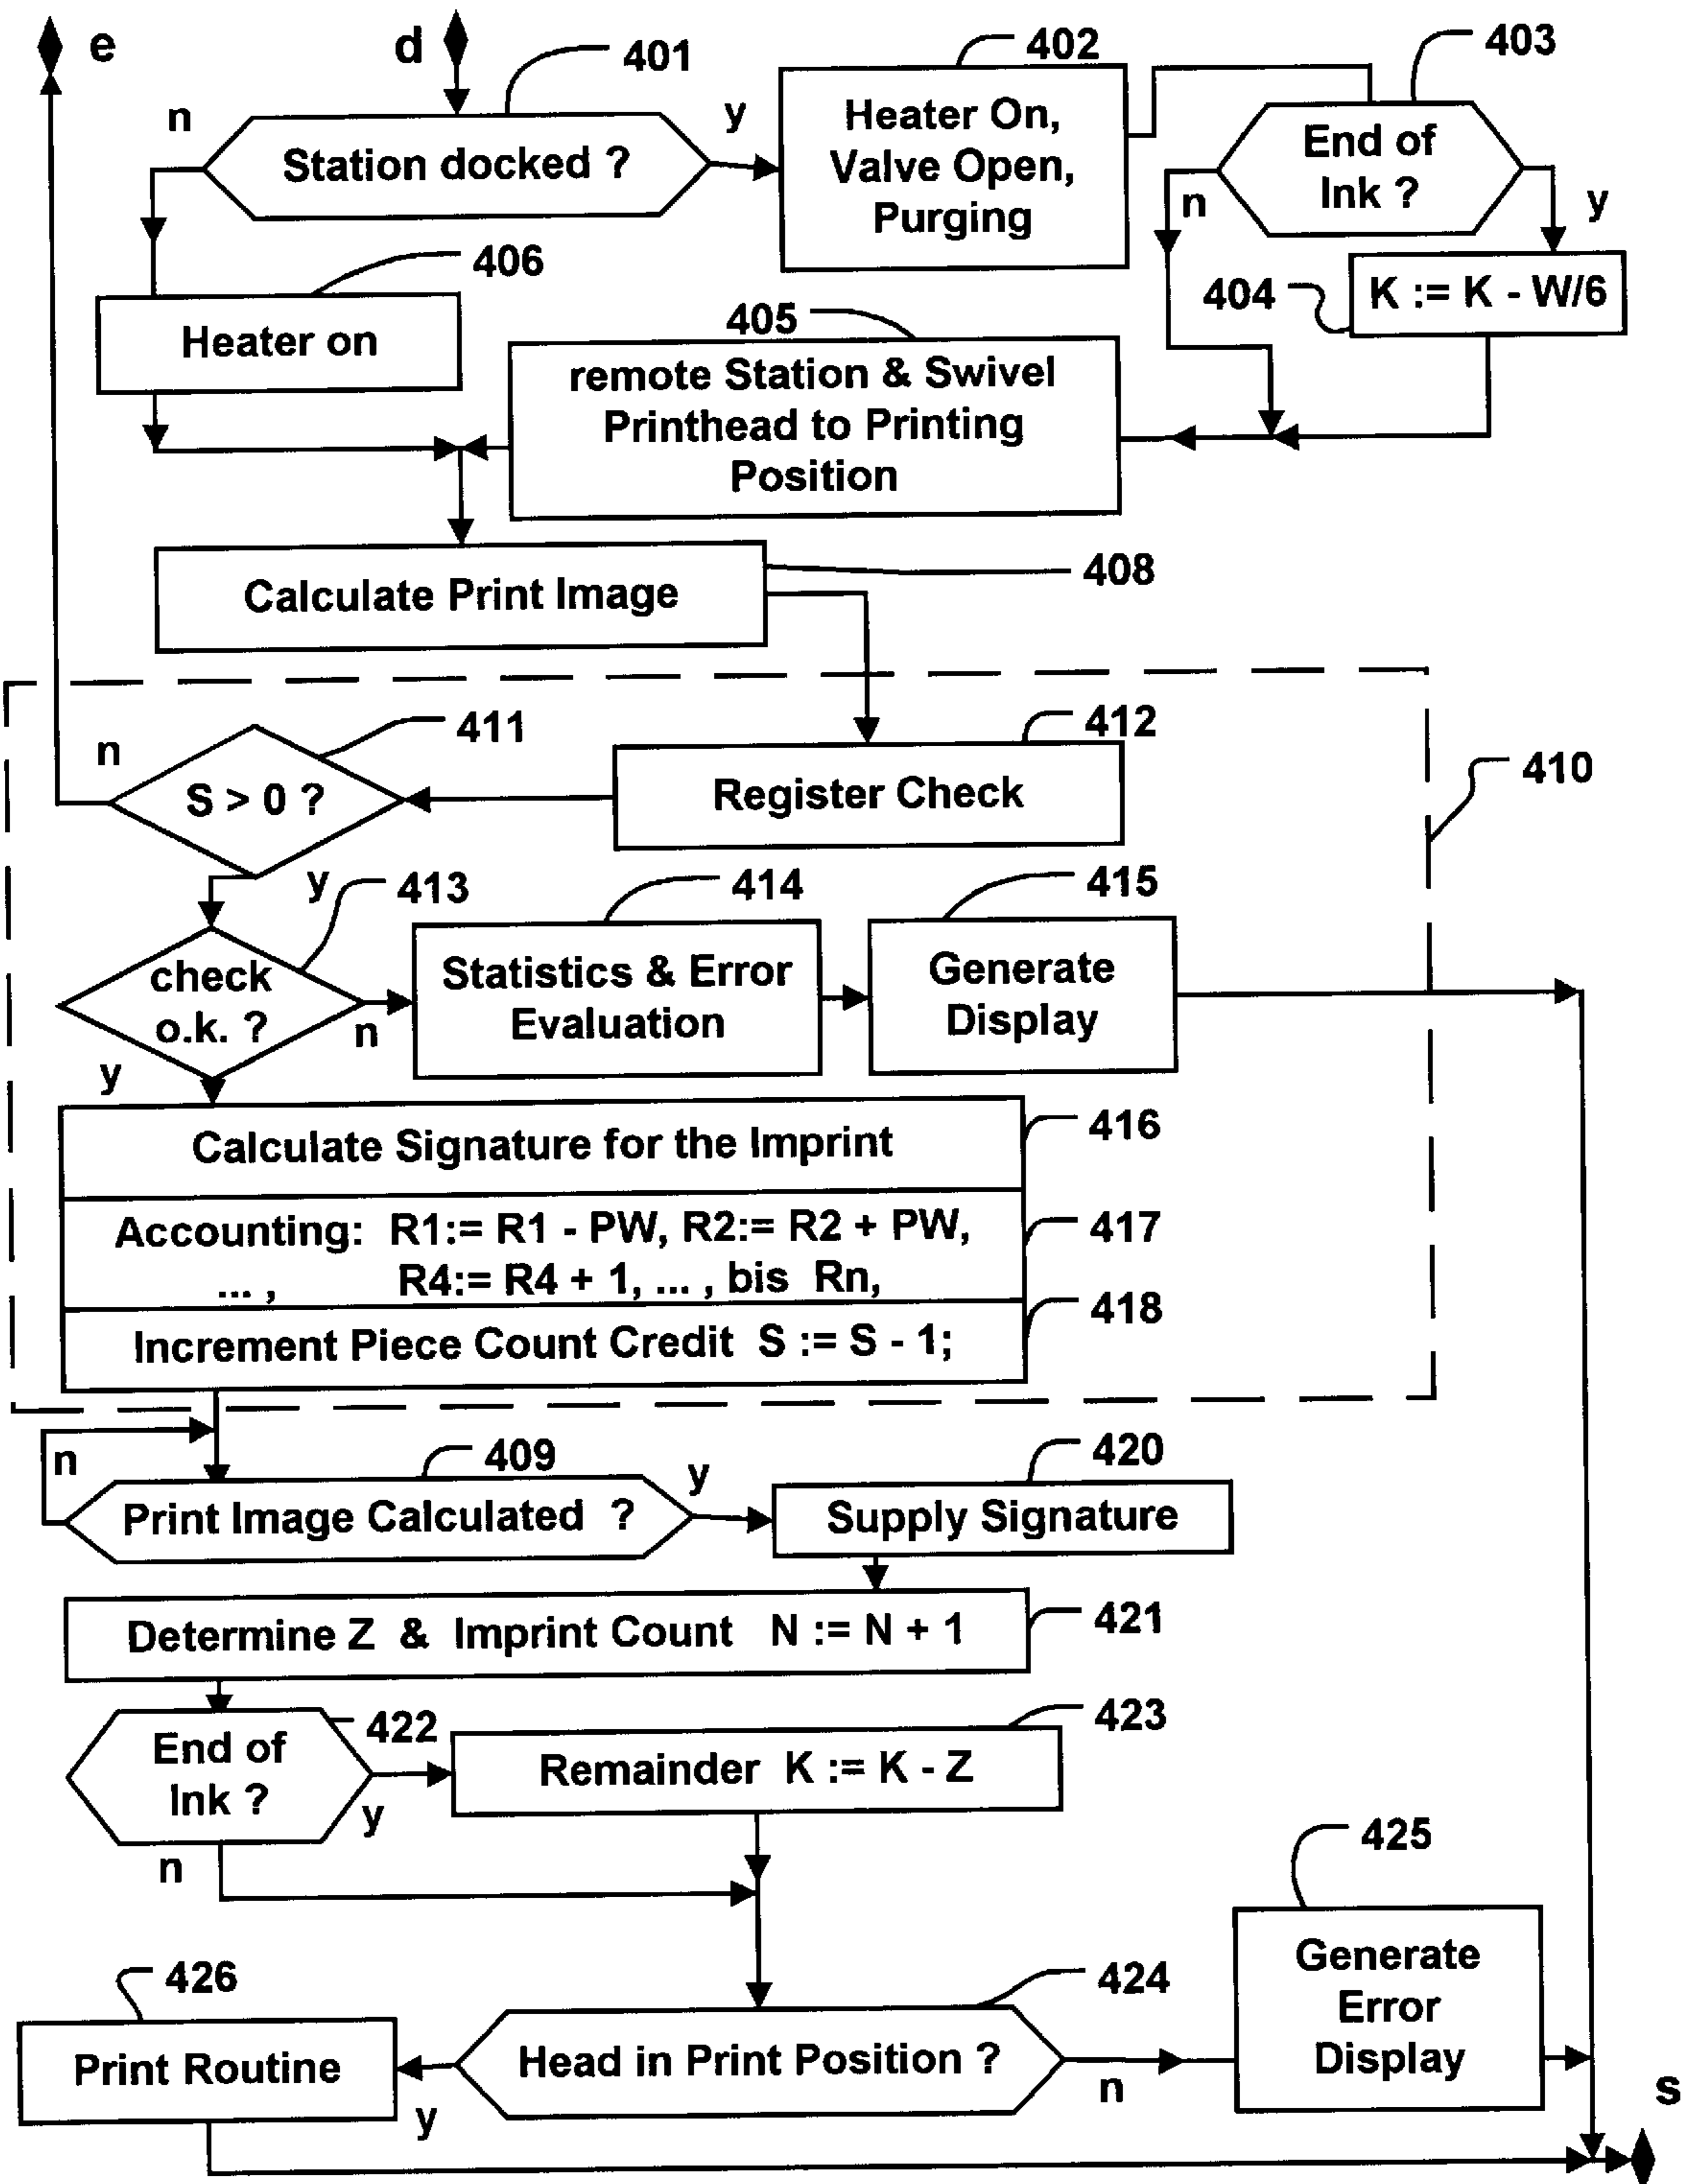 e
d
401
402
403
n
y
Station docked ?
Heater On,
Valve Open,
Purging
End of
Ink ?
n
y
406
404
K := K - W/6
Heater on
405
remote Station & Swivel
Printhead to Printing
Position
Calculate Print Image
408
411
412
n
S > 0 ?
Register Check
410
y
413
414
415
check
o.k. ?
n
Statistics & Error
Evaluation
Generate
Display
y
Calculate Signature for the Imprint
416
Accounting: R1:= R1 - PW, R2:= R2 + PW,
... , R4:= R4 + 1, ... , bis Rn,
417
Increment Piece Count Credit S := S - 1;
418
n
409
y
420
Print Image Calculated ?
Supply Signature
Determine Z & Imprint Count N := N + 1
421
End of
Ink ?
422
y
n
Remainder K := K - Z
423
425
Generate
Error
Display
426
424
Print Routine
Head in Print Position ?
y
n
s